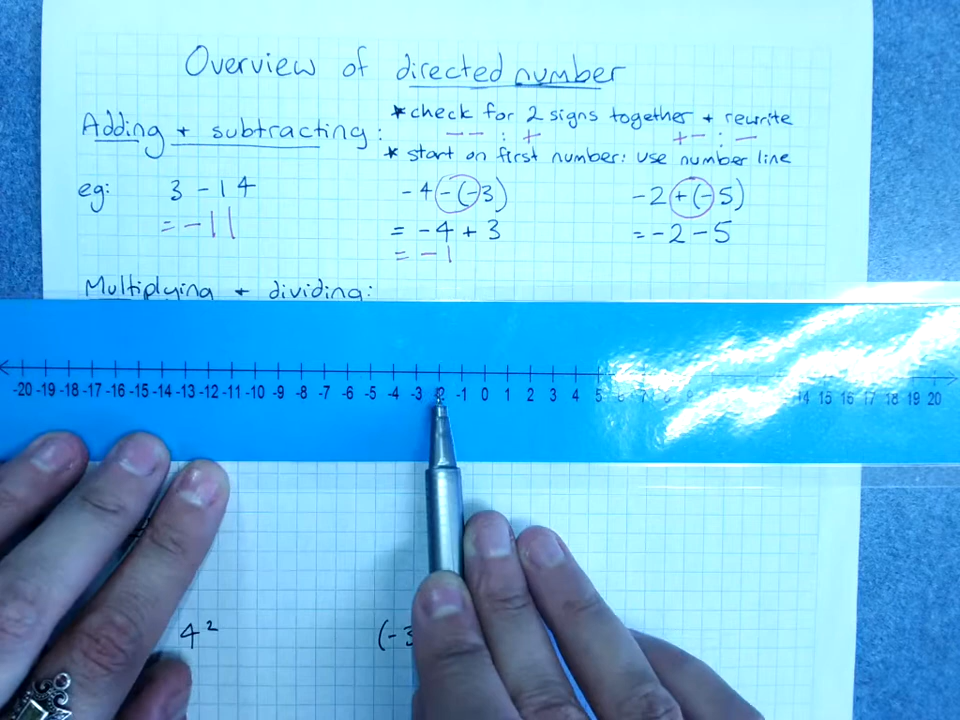 Overview of directed number
Adding + subtracting:
* check for 2 signs together + rewrite
- - : + + - : -
* start on first number: use number line
eg: 3 - 14 -4 -(-3) -2 +(-5)
= -11 = -4 + 3 = -2 - 5
= -1
Multiplying + dividing:
-20 -19 -18 -17 -16 -15 -14 -13 -12 -11 -10 -9 -8 -7 -6 -5 -4 -3 -2 -1 0 1 2 3 4 5 14 15 16 17 18 19 20
4² (-3